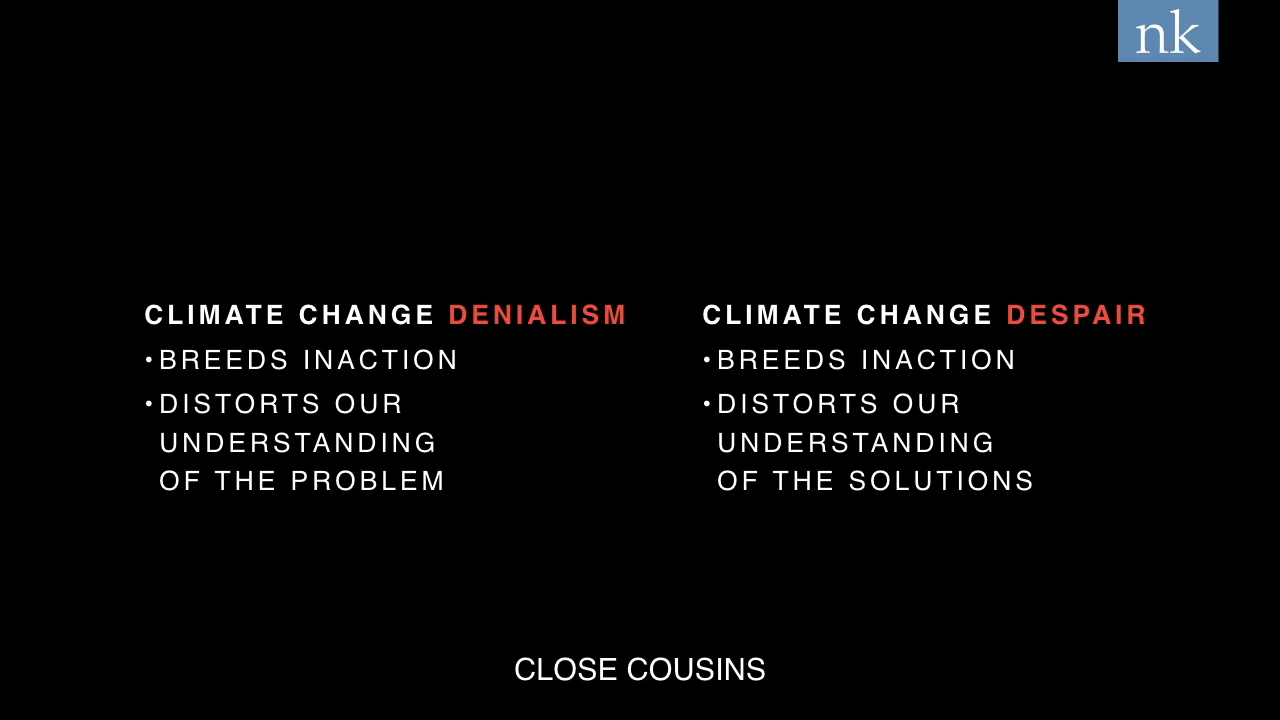 nk
CLIMATE CHANGE DENIALISM
•BREEDS INACTION
•DISTORTS OUR
UNDERSTANDING
OF THE PROBLEM
CLIMATE CHANGE DESPAIR
•BREEDS INACTION
•DISTORTS OUR
UNDERSTANDING
OF THE SOLUTIONS
CLOSE COUSINS